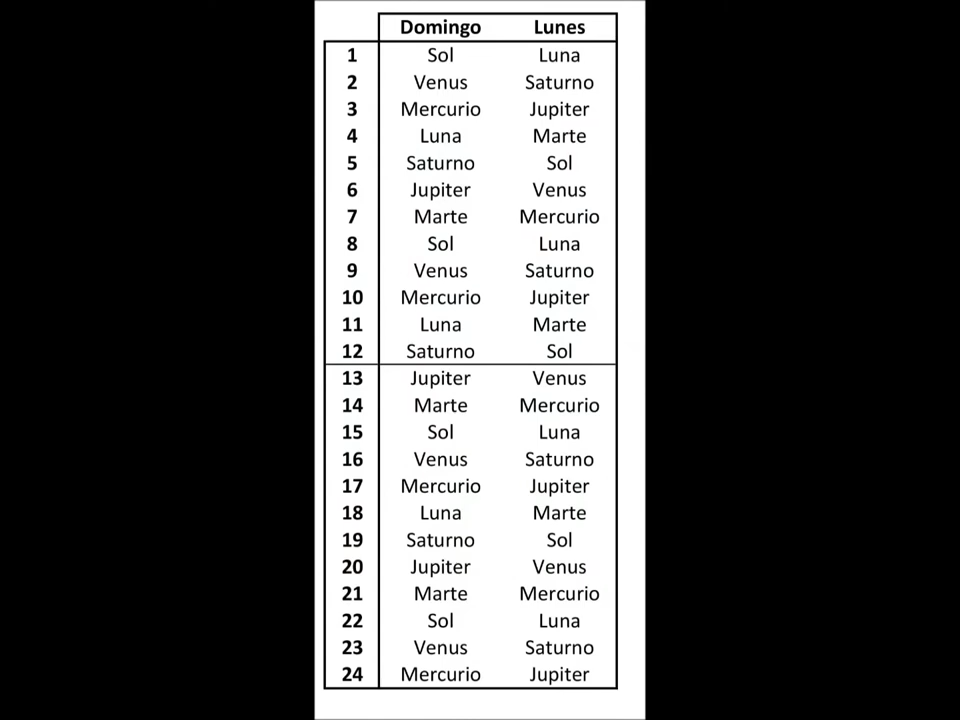 Domingo Lunes
1 Sol Luna
2 Venus Saturno
3 Mercurio Jupiter
4 Luna Marte
5 Saturno Sol
6 Jupiter Venus
7 Marte Mercurio
8 Sol Luna
9 Venus Saturno
10 Mercurio Jupiter
11 Luna Marte
12 Saturno Sol
13 Jupiter Venus
14 Marte Mercurio
15 Sol Luna
16 Venus Saturno
17 Mercurio Jupiter
18 Luna Marte
19 Saturno Sol
20 Jupiter Venus
21 Marte Mercurio
22 Sol Luna
23 Venus Saturno
24 Mercurio Jupiter